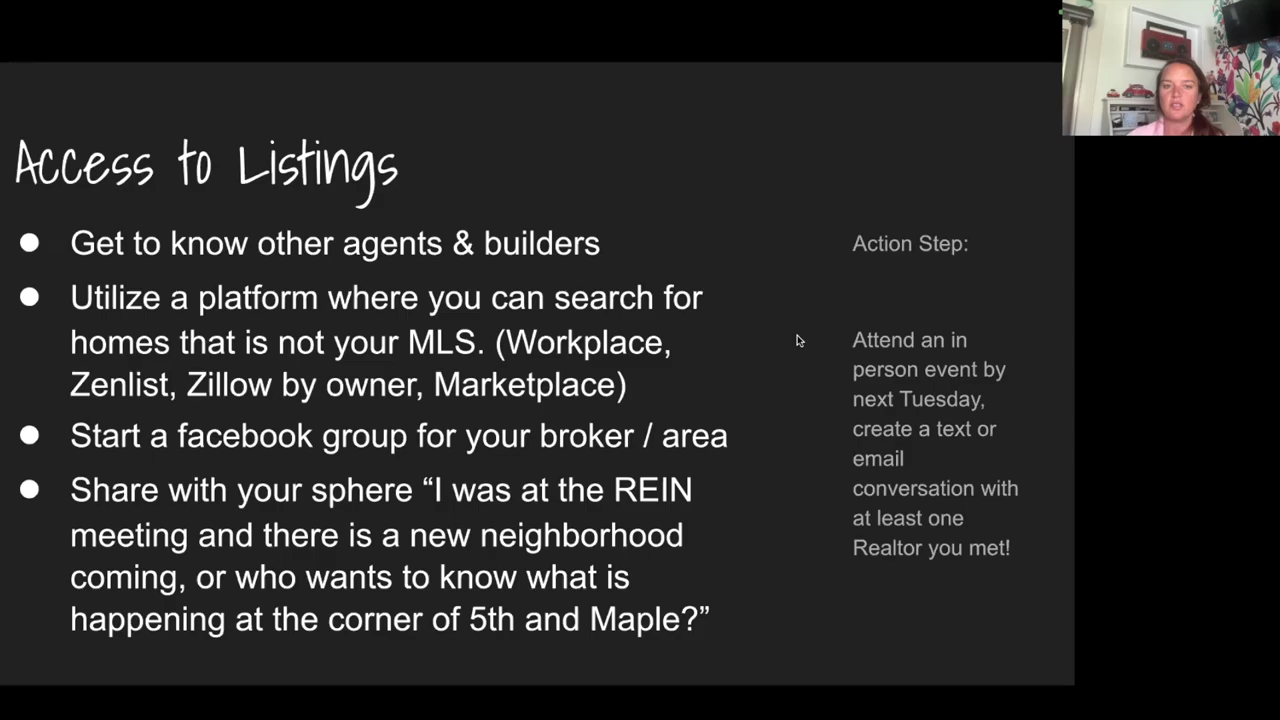 Access to Listings
Get to know other agents & builders
Utilize a platform where you can search for
homes that is not your MLS. (Workplace,
Zenlist, Zillow by owner, Marketplace)
Start a facebook group for your broker / area
Share with your sphere “I was at the REIN
meeting and there is a new neighborhood
coming, or who wants to know what is
happening at the corner of 5th and Maple?”
Action Step:
Attend an in
person event by
next Tuesday,
create a text or
email
conversation with
at least one
Realtor you met!